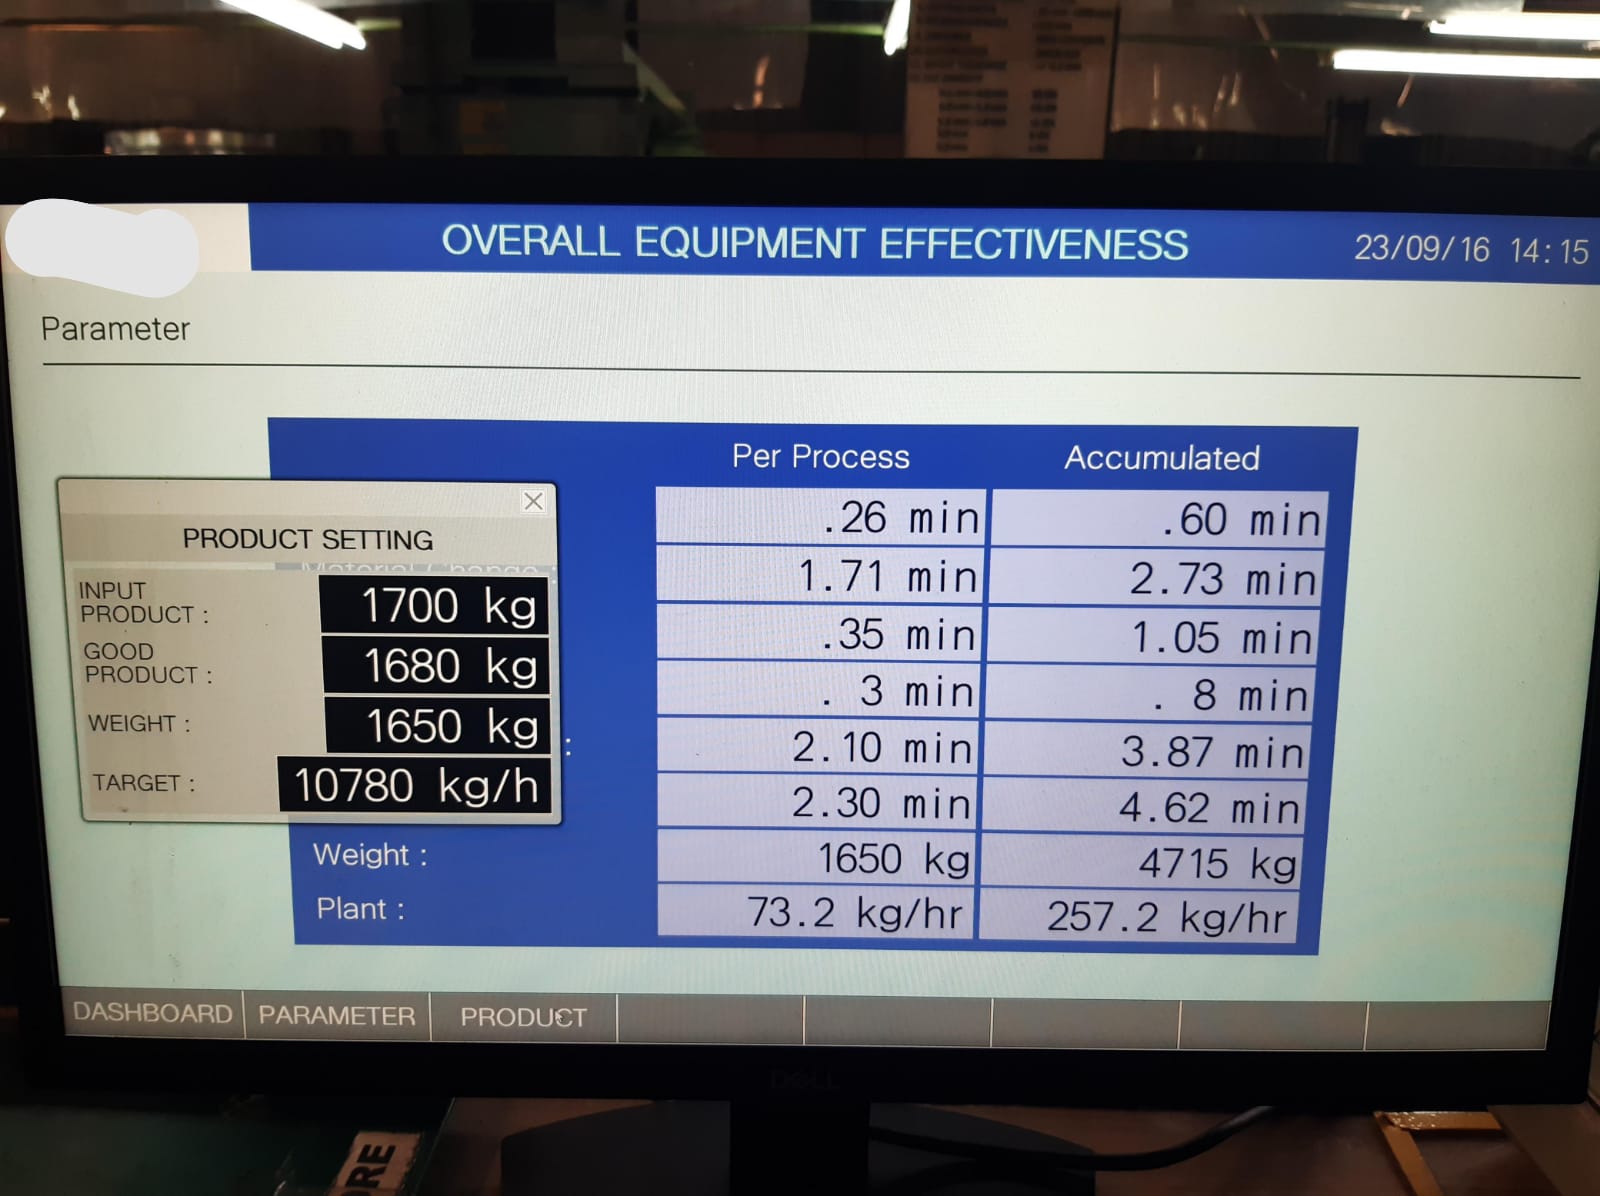 OVERALL EQUIPMENT EFFECTIVENESS 23/09/16 14:15
Parameter
Per Process Accumulated
.26 min .60 min
1.71 min 2.73 min
.35 min 1.05 min
. 3 min . 8 min
2.10 min 3.87 min
2.30 min 4.62 min
Weight : 1650 kg 4715 kg
Plant : 73.2 kg/hr 257.2 kg/hr
PRODUCT SETTING
Material Change :
INPUT
PRODUCT : 1700 kg
GOOD
PRODUCT : 1680 kg
WEIGHT : 1650 kg
:
TARGET : 10780 kg/h
DASHBOARD PARAMETER PRODUCT
DELL